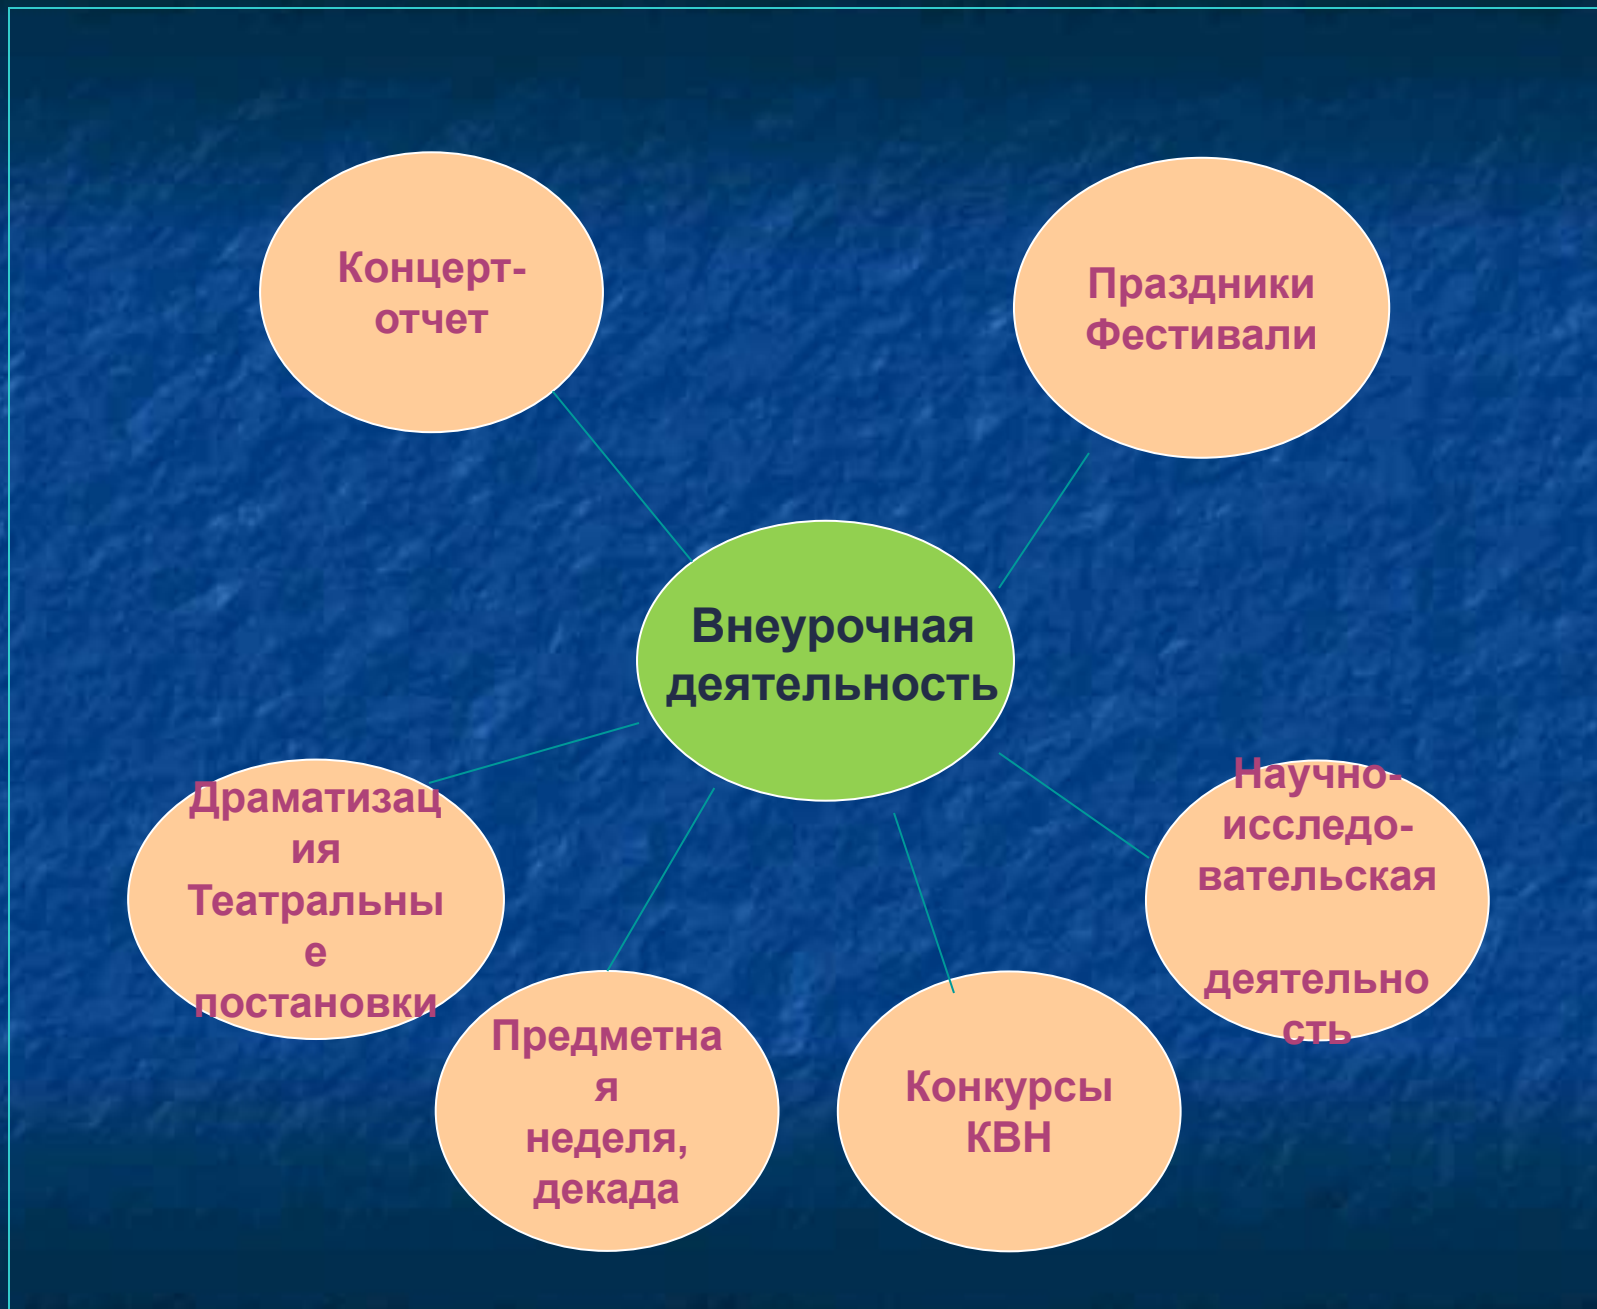 Концерт-
отчет
Праздники
Фестивали
Внеурочная
деятельность
Драматизац
ия
Театральны
е
постановки
Научно-
исследо-
вательская
деятельно
сть
Предметна
я
неделя,
декада
Конкурсы
КВН